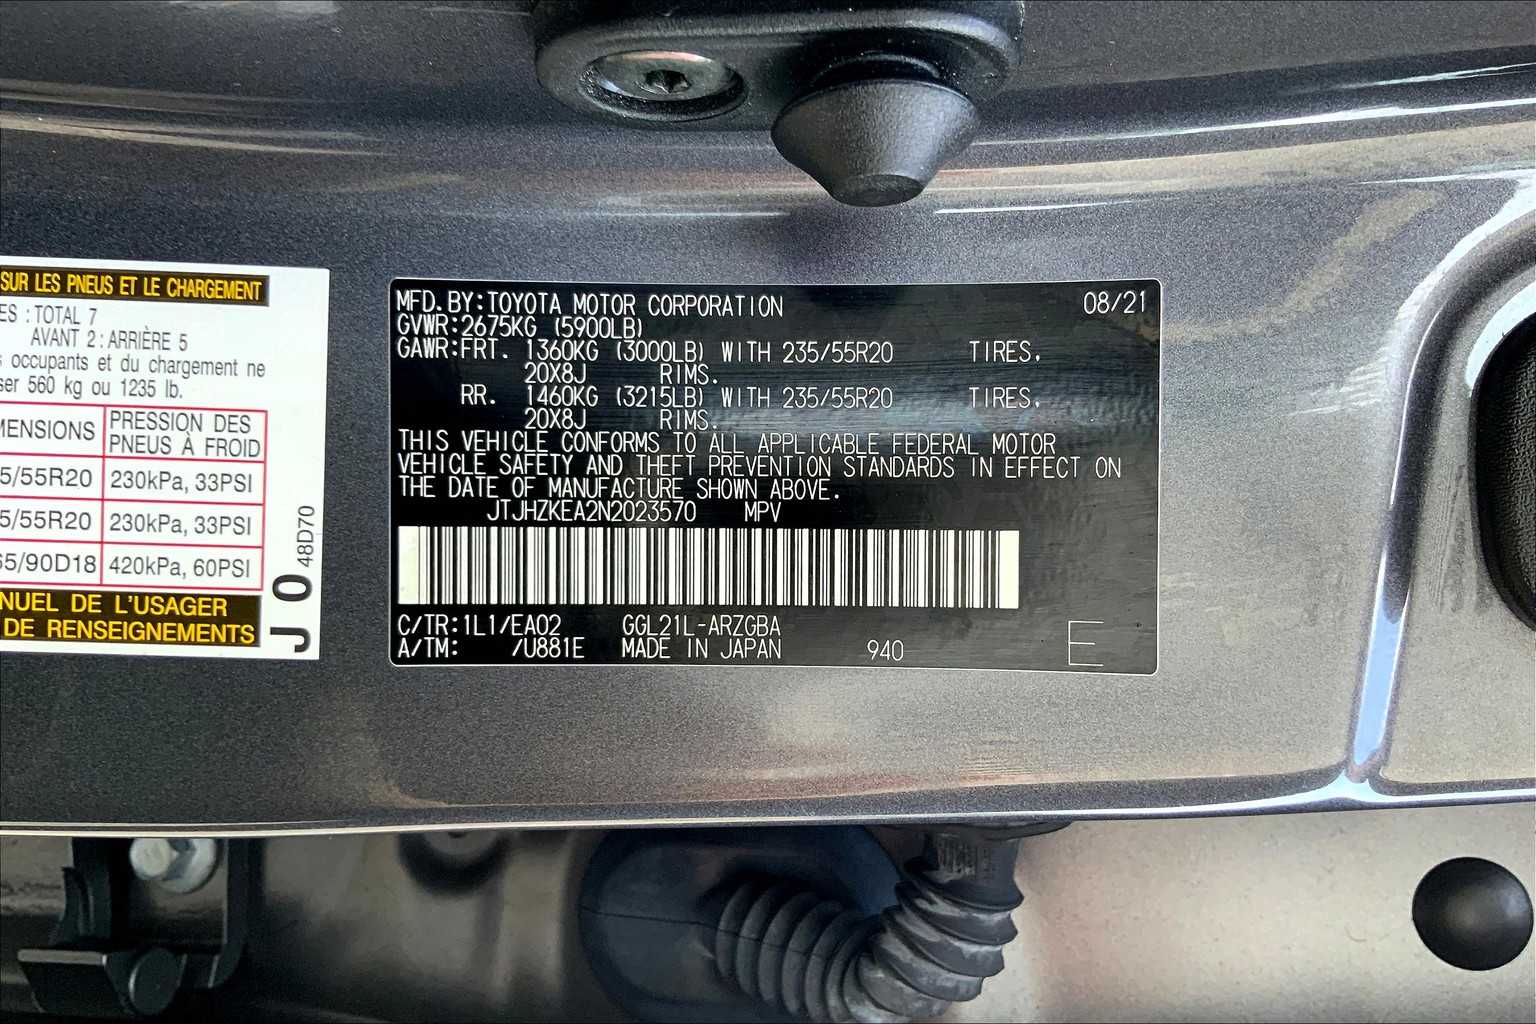 SUR LES PNEUS ET LE CHARGEMENT
ES : TOTAL 7
AVANT 2 : ARRIÈRE 5
occupants et du chargement ne
ser 560 kg ou 1235 lb.
MENSIONS PRESSION DES
PNEUS À FROID
5/55R20 230kPa, 33PSI
5/55R20 230kPa, 33PSI
65/90D18 420kPa, 60PSI
NUEL DE L'USAGER
DE RENSEIGNEMENTS
J 0 48D70
MFD.BY:TOYOTA MOTOR CORPORATION 08/21
GVWR:2675KG (5900LB)
GAWR:FRT. 1360KG (3000LB) WITH 235/55R20 TIRES,
20X8J RIMS.
RR. 1460KG (3215LB) WITH 235/55R20 TIRES,
20X8J RIMS.
THIS VEHICLE CONFORMS TO ALL APPLICABLE FEDERAL MOTOR
VEHICLE SAFETY AND THEFT PREVENTION STANDARDS IN EFFECT ON
THE DATE OF MANUFACTURE SHOWN ABOVE.
JTJHZKEA2N2023570 MPV
C/TR:1L1/EA02 GGL21L-ARZGBA
A/TM: /U881E MADE IN JAPAN 940 E